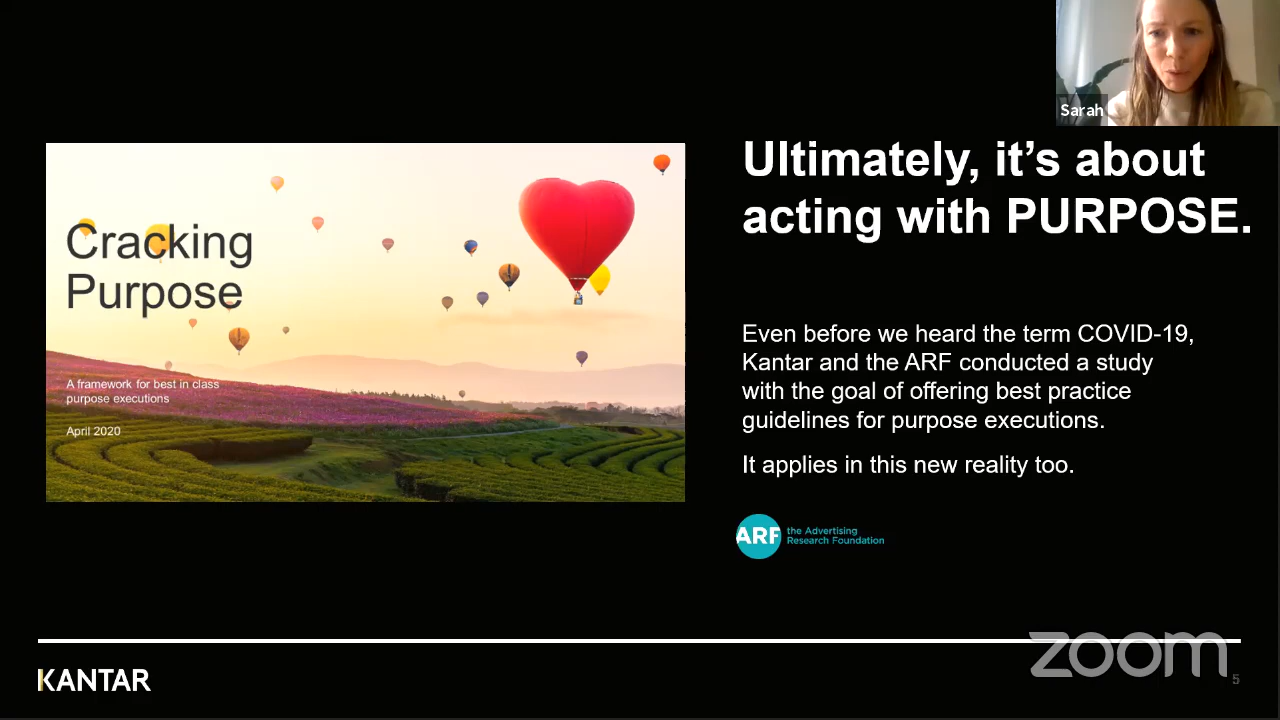 Sarah
Ultimately, it's about
acting with PURPOSE.
Cracking
Purpose
A framework for best in class
purpose executions
April 2020
Even before we heard the term COVID-19,
Kantar and the ARF conducted a study
with the goal of offering best practice
guidelines for purpose executions.
It applies in this new reality too.
ARF the Advertising
Research Foundation
KANTAR
zoom
5